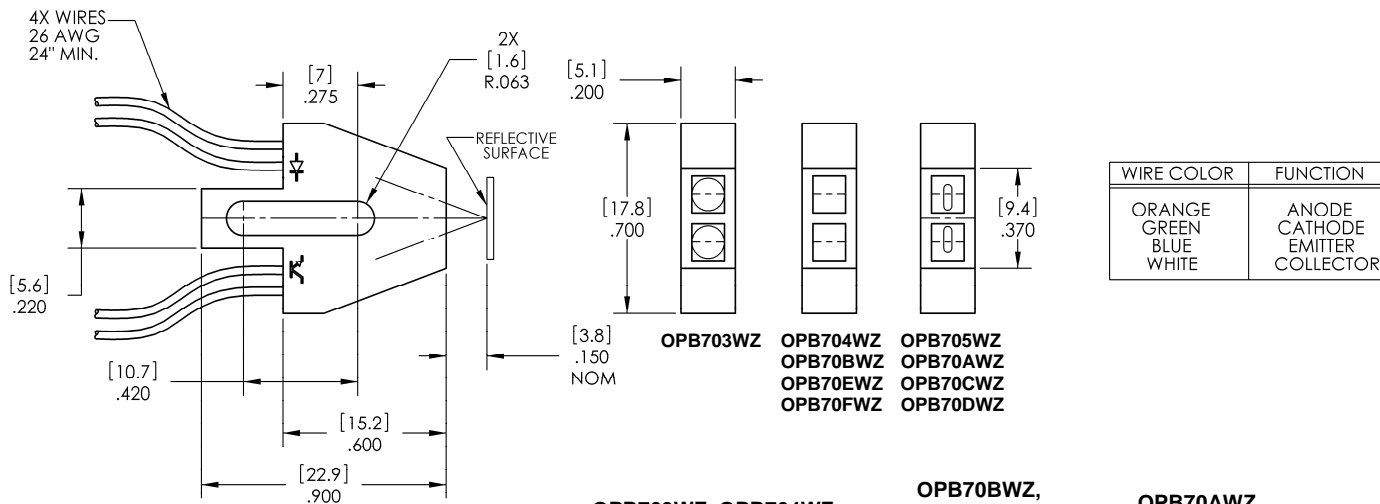 4X WIRES
26 AWG
24" MIN.
[7]
.275
2X
[1.6]
R.063
REFLECTIVE
SURFACE
[5.6]
.220
[10.7]
.420
[15.2]
.600
[22.9]
.900
[3.8]
.150
NOM
[5.1]
.200
[17.8]
.700
[9.4]
.370
OPB703WZ
OPB704WZ
OPB70BWZ
OPB70EWZ
OPB70FWZ
OPB705WZ
OPB70AWZ
OPB70CWZ
OPB70DWZ
WIRE COLOR FUNCTION
ORANGE ANODE
GREEN CATHODE
BLUE EMITTER
WHITE COLLECTOR
OPB70BWZ,